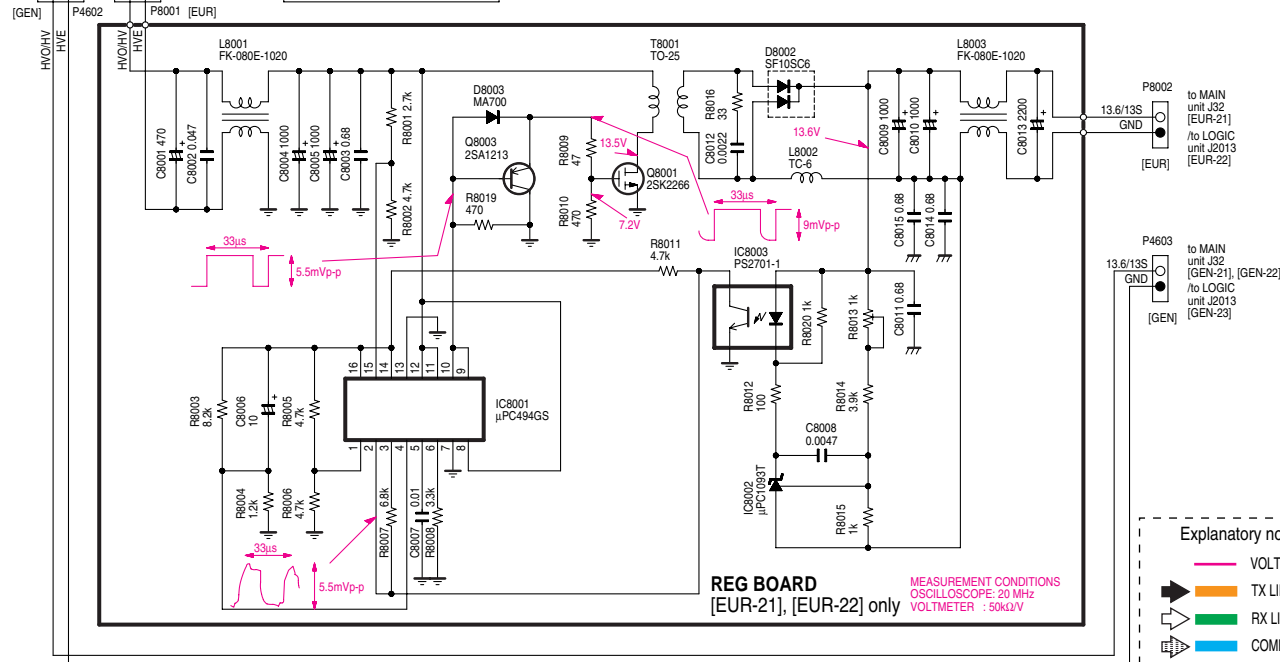 [GEN] P4602 P8001 [EUR]
HVO/HV
HVE
HVO/HV
HVE
L8001
FK-080E-1020
C8001 470
C8002 0.047
C8004 1000
C8005 1000
C8003 0.68
R8001 2.7k
R8002 4.7k
D8003
MA700
Q8003
2SA1213
R8019
470
R8009
47
R8010
470
13.5V
Q8001
2SK2266
7.2V
T8001
TO-25
R8016
33
C8012
0.0022
D8002
SF10SC6
13.6V
L8002
TC-6
C8009 1000
C8010 1000
L8003
FK-080E-1020
C8013 2200
C8015 0.68
C8014 0.68
P8002
13.6/13S
GND
[EUR]
to MAIN
unit J32
[EUR-21]
/to LOGIC
unit J2013
[EUR-22]
33µs
5.5mVp-p
33µs
9mVp-p
R8011
4.7k
IC8003
PS2701-1
R8020 1k
R8013 1k
C8011 0.68
P4603
13.6/13S
GND
[GEN]
to MAIN
unit J32
[GEN-21], [GEN-22]
/to LOGIC
unit J2013
[GEN-23]
R8003
8.2k
C8006
10
R8005
4.7k
16 15 14 13 12 11 10 9
IC8001
µPC494GS
1 2 3 4 5 6 7 8
R8004
1.2k
R8006
4.7k
R8007 6.8k
C8007 0.01
R8008 3.3k
33µs
5.5mVp-p
R8012
100
R8014
3.9k
C8008
0.0047
IC8002
µPC1093T
R8015
1k
REG BOARD
[EUR-21], [EUR-22] only
MEASUREMENT CONDITIONS
OSCILLOSCOPE: 20 MHz
VOLTMETER : 50kΩ/V
Explanatory no
VOLT
TX LI
RX LI
COM